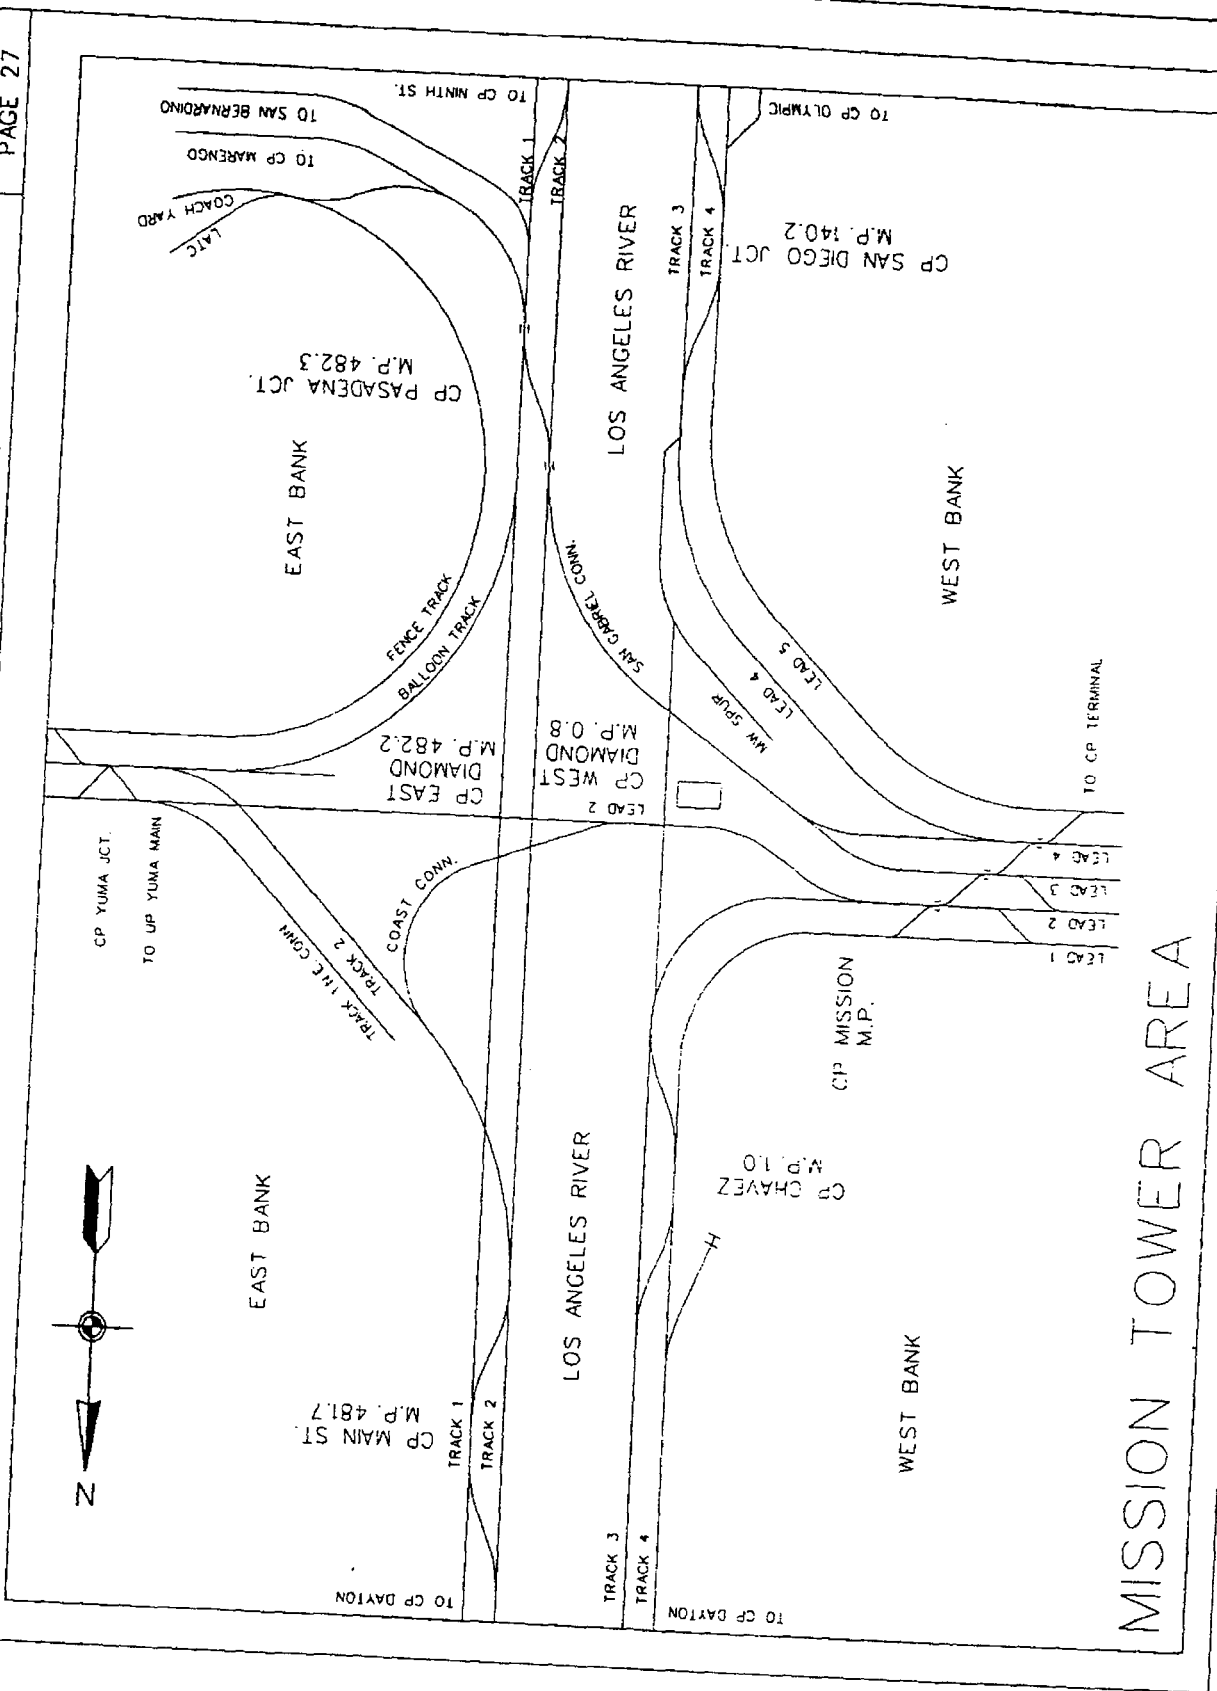 PAGE 27
TO SAN BERNARDINO
TO CP MARENGO
COACH YARD
LATC
TO CP NINTH ST.
TRACK 1
TRACK 2
TO CP OLYMPIC
TRACK 3
TRACK 4
LOS ANGELES RIVER
CP SAN DIEGO JCT.
M.P. 140.2
CP PASADENA JCT.
M.P. 482.3
EAST BANK
WEST BANK
FENCE TRACK
BALLOON TRACK
SAN GABRIEL CONN.
MW SPUR
LEAD 4
LEAD 5
CP EAST
DIAMOND
M.P. 482.2
CP WEST
DIAMOND
M.P. 0.8
LEAD 2
TO CP TERMINAL
CP YUMA JCT.
TO UP YUMA MAIN
COAST CONN.
TRACK 2
TRACK 1 N.E. CONN
LEAD 4
LEAD 3
LEAD 2
LEAD 1
CP MISSION
M.P.
CP CHAVEZ
M.P. 1.0
H
EAST BANK
LOS ANGELES RIVER
WEST BANK
N
CP MAIN ST.
M.P. 481.7
TRACK 1
TRACK 2
TRACK 3
TRACK 4
TO CP DAYTON
TO CP DAYTON
MISSION TOWER AREA